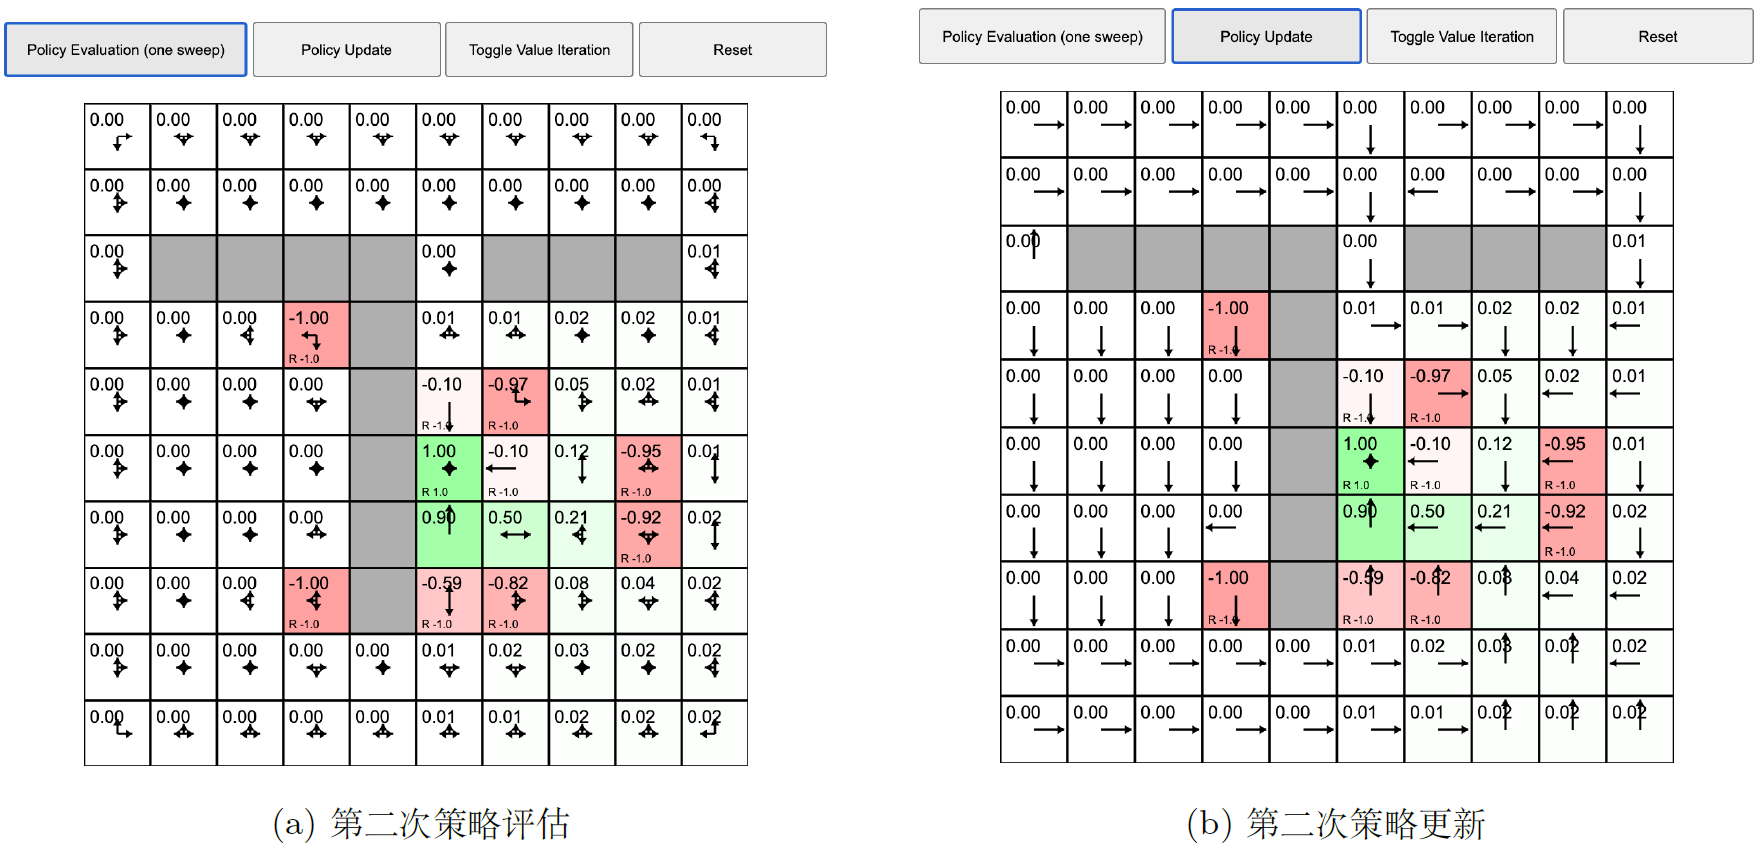 Policy Evaluation (one sweep) Policy Update Toggle Value Iteration Reset
0.00 0.00 0.00 0.00 0.00 0.00 0.00 0.00 0.00 0.00
0.00 0.00 0.00 0.00 0.00 0.00 0.00 0.00 0.00 0.00
0.00 0.00 0.01
0.00 0.00 0.00 -1.00 0.01 0.01 0.02 0.02 0.01
R -1.0
0.00 0.00 0.00 0.00 -0.10 -0.97 0.05 0.02 0.01
R -1.0 R -1.0
0.00 0.00 0.00 0.00 1.00 -0.10 0.12 -0.95 0.01
R 1.0 R -1.0 R -1.0
0.00 0.00 0.00 0.00 0.90 0.50 0.21 -0.92 0.02
R -1.0
0.00 0.00 0.00 -1.00 -0.59 -0.82 0.08 0.04 0.02
R -1.0 R -1.0 R -1.0
0.00 0.00 0.00 0.00 0.00 0.01 0.02 0.03 0.02 0.02
0.00 0.00 0.00 0.00 0.00 0.01 0.01 0.02 0.02 0.02
(a) 第二次策略评估
Policy Evaluation (one sweep) Policy Update Toggle Value Iteration Reset
0.00 0.00 0.00 0.00 0.00 0.00 0.00 0.00 0.00 0.00
0.00 0.00 0.00 0.00 0.00 0.00 0.00 0.00 0.00 0.00
0.00 0.00 0.01
0.00 0.00 0.00 -1.00 0.01 0.01 0.02 0.02 0.01
R -1.0
0.00 0.00 0.00 0.00 -0.10 -0.97 0.05 0.02 0.01
R -1.0 R -1.0
0.00 0.00 0.00 0.00 1.00 -0.10 0.12 -0.95 0.01
R 1.0 R -1.0 R -1.0
0.00 0.00 0.00 0.00 0.90 0.50 0.21 -0.92 0.02
R -1.0
0.00 0.00 0.00 -1.00 -0.59 -0.82 0.08 0.04 0.02
R -1.0 R -1.0 R -1.0
0.00 0.00 0.00 0.00 0.00 0.01 0.02 0.03 0.02 0.02
0.00 0.00 0.00 0.00 0.00 0.01 0.01 0.02 0.02 0.02
(b) 第二次策略更新